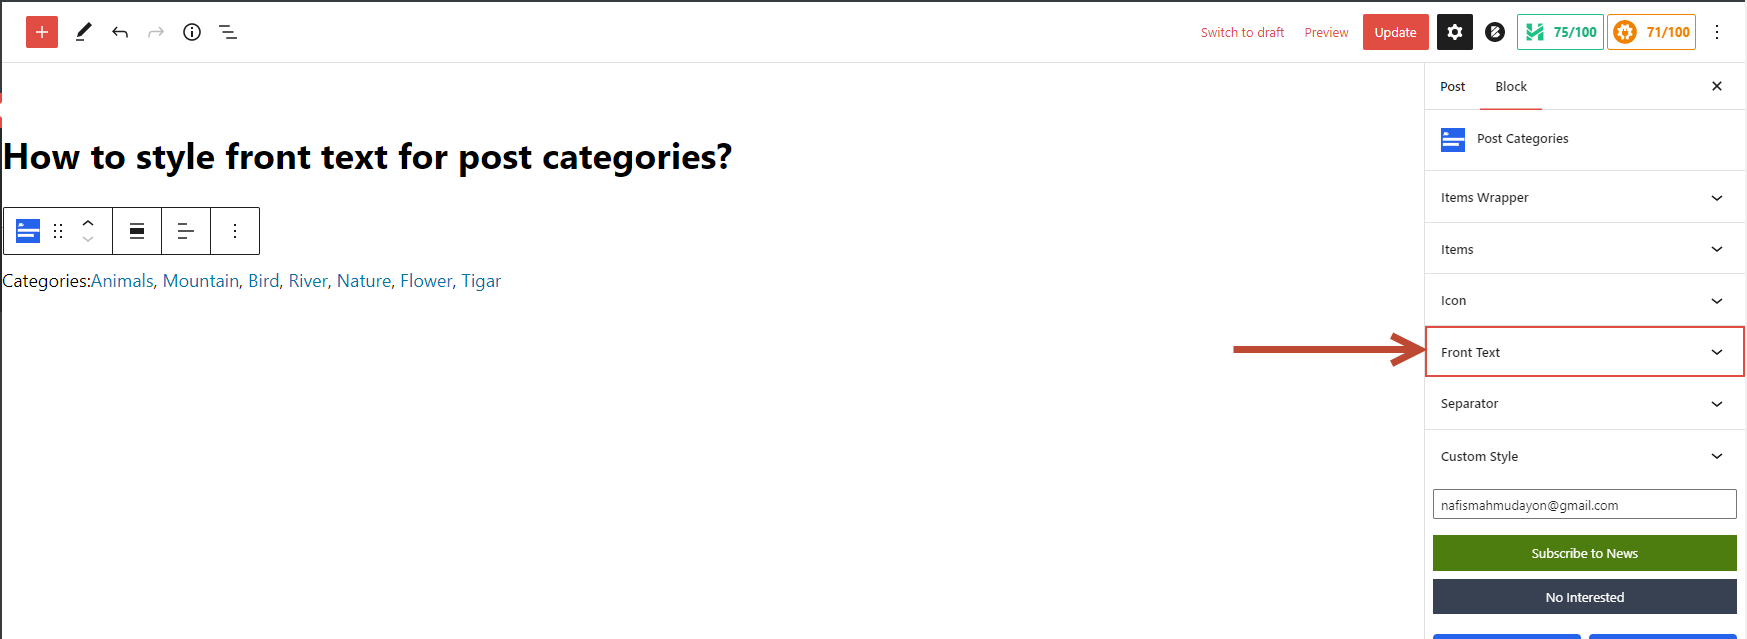 Switch to draft Preview Update 75/100 71/100
Post Block
Post Categories
How to style front text for post categories?
Items Wrapper
Items
Categories:Animals, Mountain, Bird, River, Nature, Flower, Tigar
Icon
Front Text
Separator
Custom Style
nafismahmudayon@gmail.com
Subscribe to News
No Interested